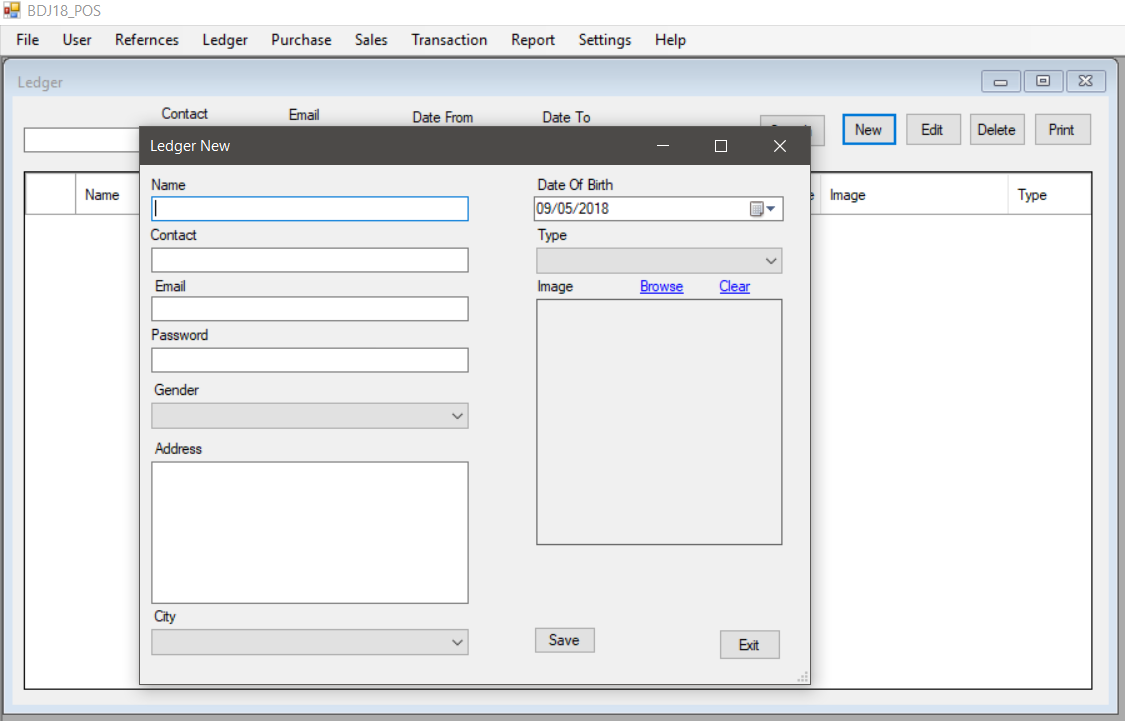 BDJ18_POS
File User Refernces Ledger Purchase Sales Transaction Report Settings Help
Ledger
Contact Email Date From Date To
New Edit Delete Print
Name Image Type
Ledger New
Name
Date Of Birth
09/05/2018
Contact
Type
Email
Image Browse Clear
Password
Gender
Address
City
Save
Exit